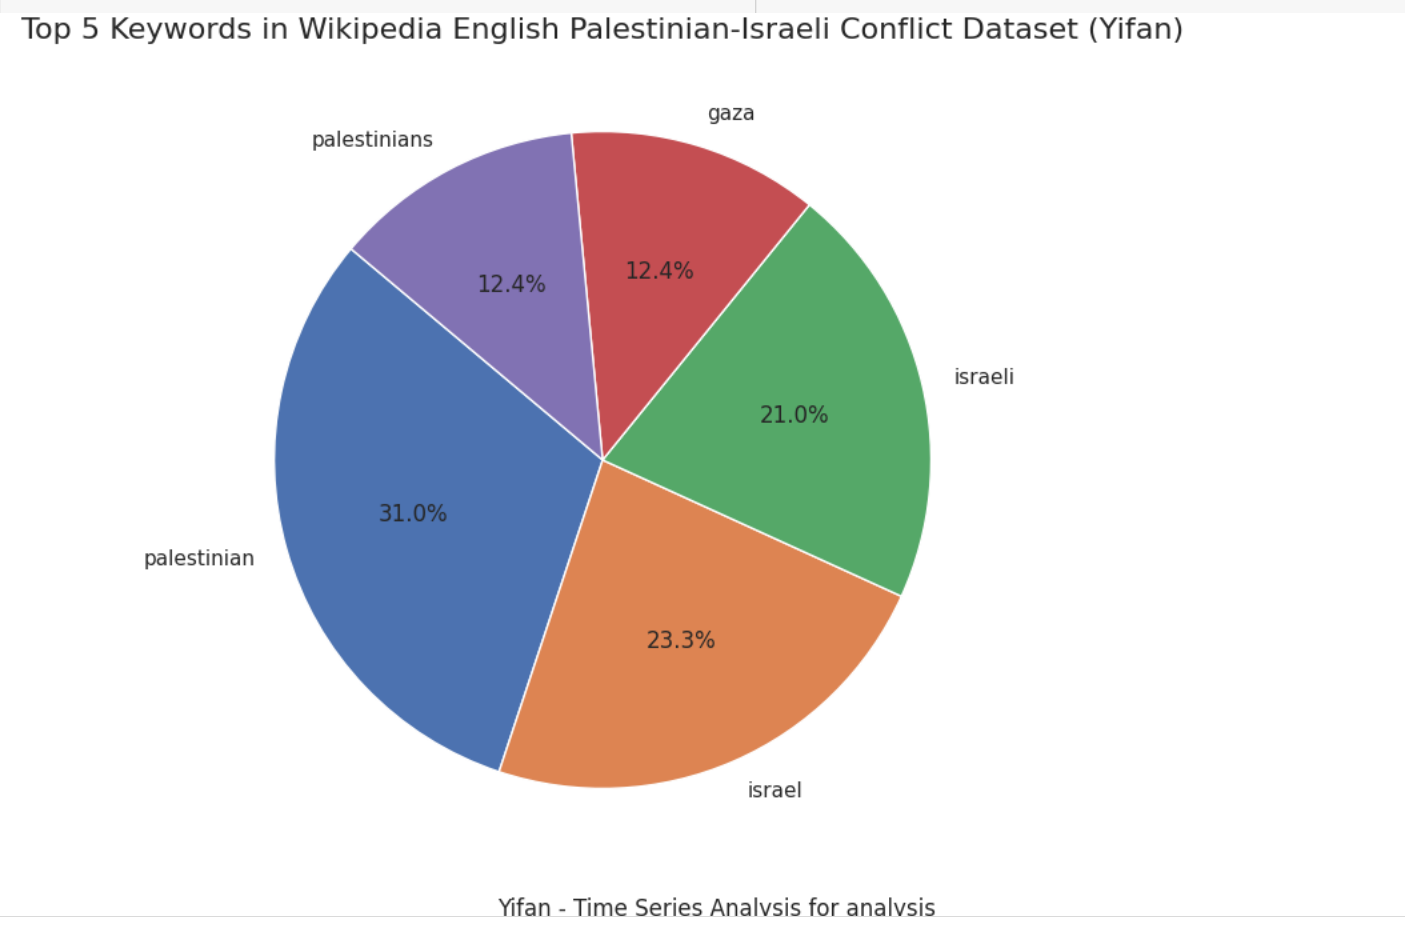 Top 5 Keywords in Wikipedia English Palestinian-Israeli Conflict Dataset (Yifan)
gaza
palestinians
12.4%
12.4%
israeli
21.0%
31.0%
palestinian
23.3%
israel
Yifan - Time Series Analysis for analysis